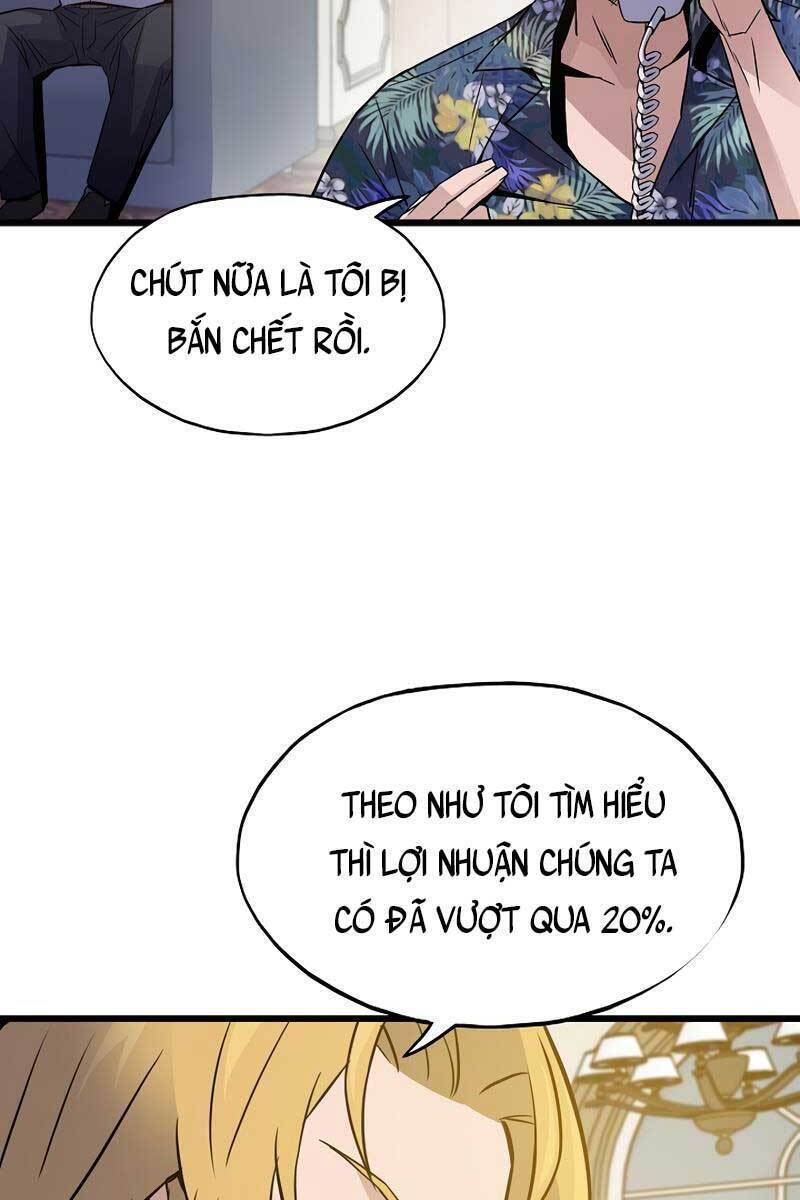 CHÚT NỮA LÀ TÔI BỊ
BẮN CHẾT RỒI.
THEO NHƯ TÔI TÌM HIỂU
THÌ LỢI NHUẬN CHÚNG TA
CÓ ĐÃ VƯỢT QUA 20%.